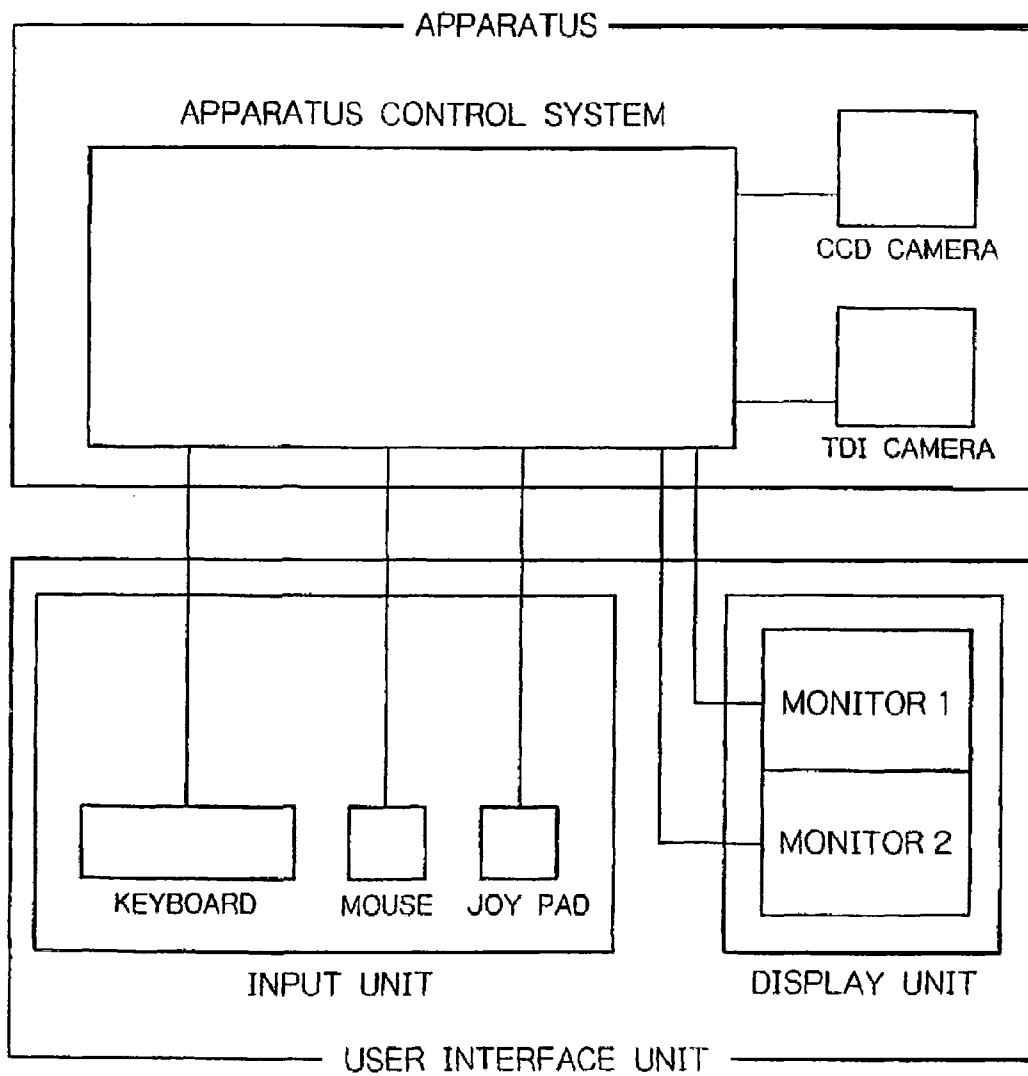 APPARATUS
APPARATUS CONTROL SYSTEM
CCD CAMERA
TDI CAMERA
MONITOR 1
MONITOR 2
KEYBOARD
MOUSE
JOY PAD
INPUT UNIT
DISPLAY UNIT
USER INTERFACE UNIT